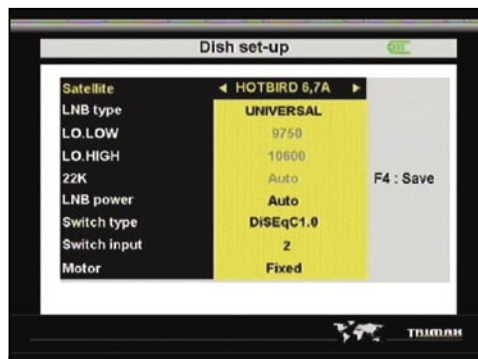 Dish set-up
Satellite ◄ HOTBIRD 6,7A ►
LNB type UNIVERSAL
LO.LOW 9750
LO.HIGH 10600
22K Auto
LNB power Auto
Switch type DiSEqC1.0
Switch input 2
Motor Fixed
F4 : Save
TRIMAX